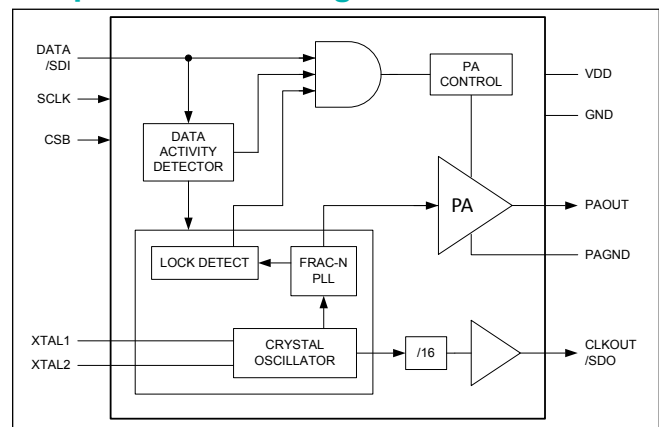 DATA
/SDI
SCLK
CSB
DATA
ACTIVITY
DETECTOR
PA
CONTROL
VDD
GND
PA
PAOUT
PAGND
LOCK DETECT
FRAC-N
PLL
XTAL1
XTAL2
CRYSTAL
OSCILLATOR
/16
CLKOUT
/SDO